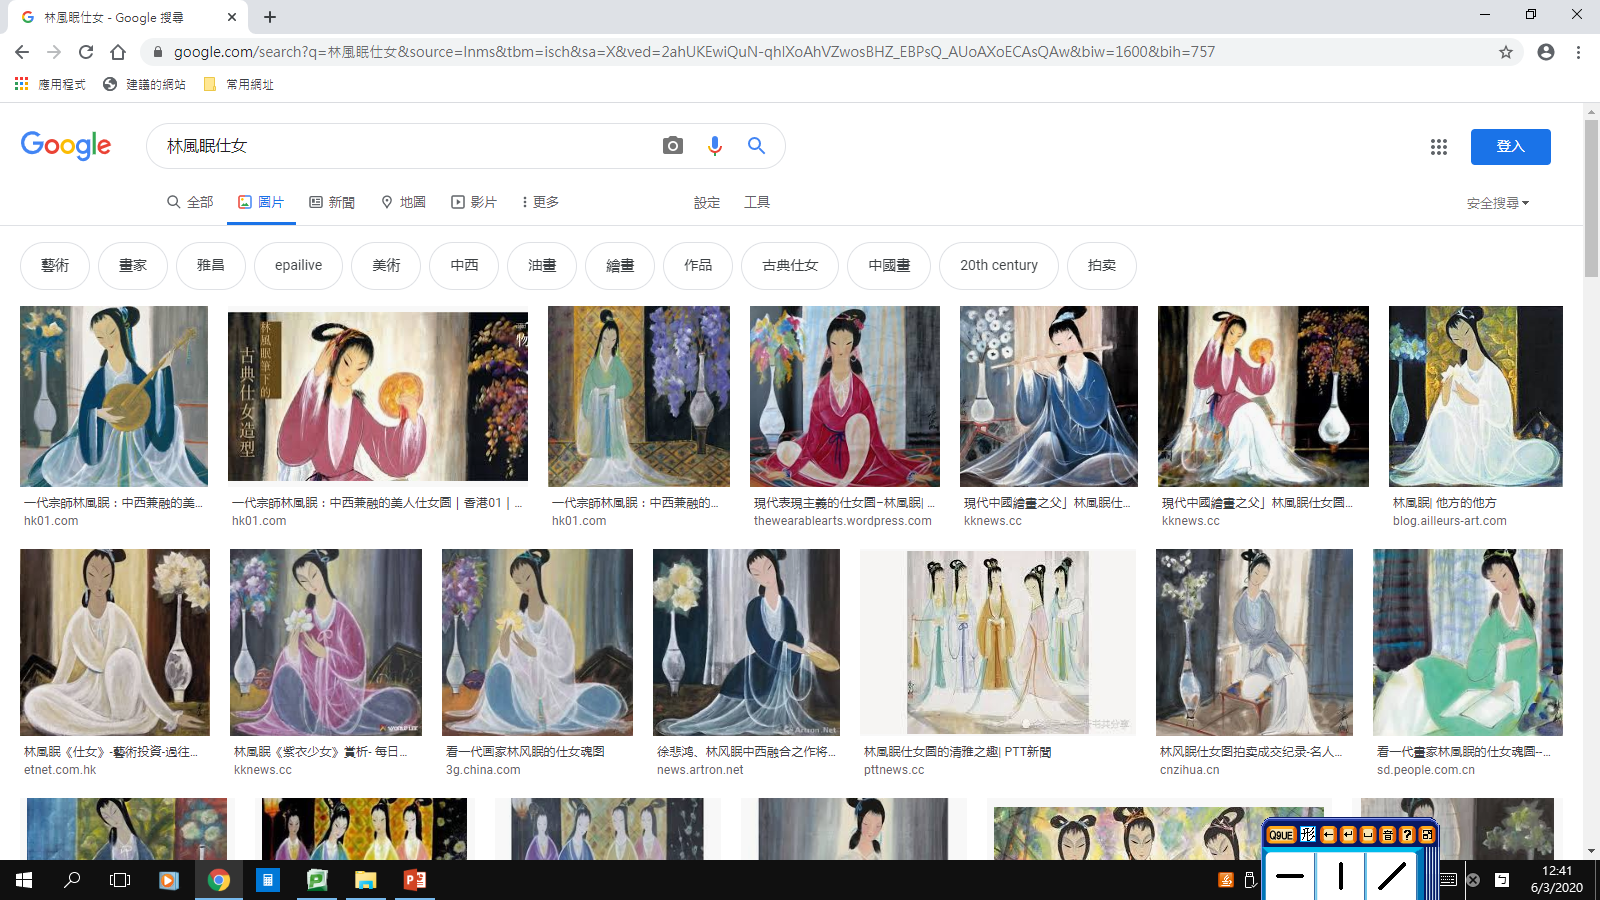 林風眠仕女 - Google 搜尋
google.com/search?q=林風眠仕女&source=lnms&tbm=isch&sa=X&ved=2ahUKEwiQuN-qhIXoAhVZwosBHZ_EBPsQ_AUoAXoECAsQAw&biw=1600&bih=757
應用程式 建議的網站 常用網址
Google 林風眠仕女 登入
全部 圖片 新聞 地圖 影片 更多 設定 工具 安全搜尋
藝術 畫家 雅昌 epailive 美術 中西 油畫 繪畫 作品 古典仕女 中國畫 20th century 拍卖
林風眠筆下的
古典仕女造型
物
一代宗師林風眠：中西兼融的美... 一代宗師林風眠：中西兼融的美人仕女圖｜香港01｜... 一代宗師林風眠：中西兼融的... 現代表現主義的仕女圖–林風眠| ... 現代中國繪畫之父」林風眠仕... 現代中國繪畫之父」林風眠仕女圖... 林風眠| 他方的他方
hk01.com hk01.com hk01.com thewearablearts.wordpress.com kknews.cc kknews.cc blog.ailleurs-art.com
Artron.Net
林風眠《仕女》-藝術投資-過往... 林風眠《紫衣少女》賞析- 每日... 看一代画家林风眠的仕女魂图 徐悲鸿、林风眠中西融合之作将... 林風眠仕女圖的清雅之趣| PTT新聞 林风眠仕女图拍卖成交纪录-名人... 看一代畫家林風眠的仕女魂圖--...
etnet.com.hk kknews.cc 3g.china.com news.artron.net pttnews.cc cnzihua.cn sd.people.com.cn
Q9UE 形 音 ?
12:41
6/3/2020